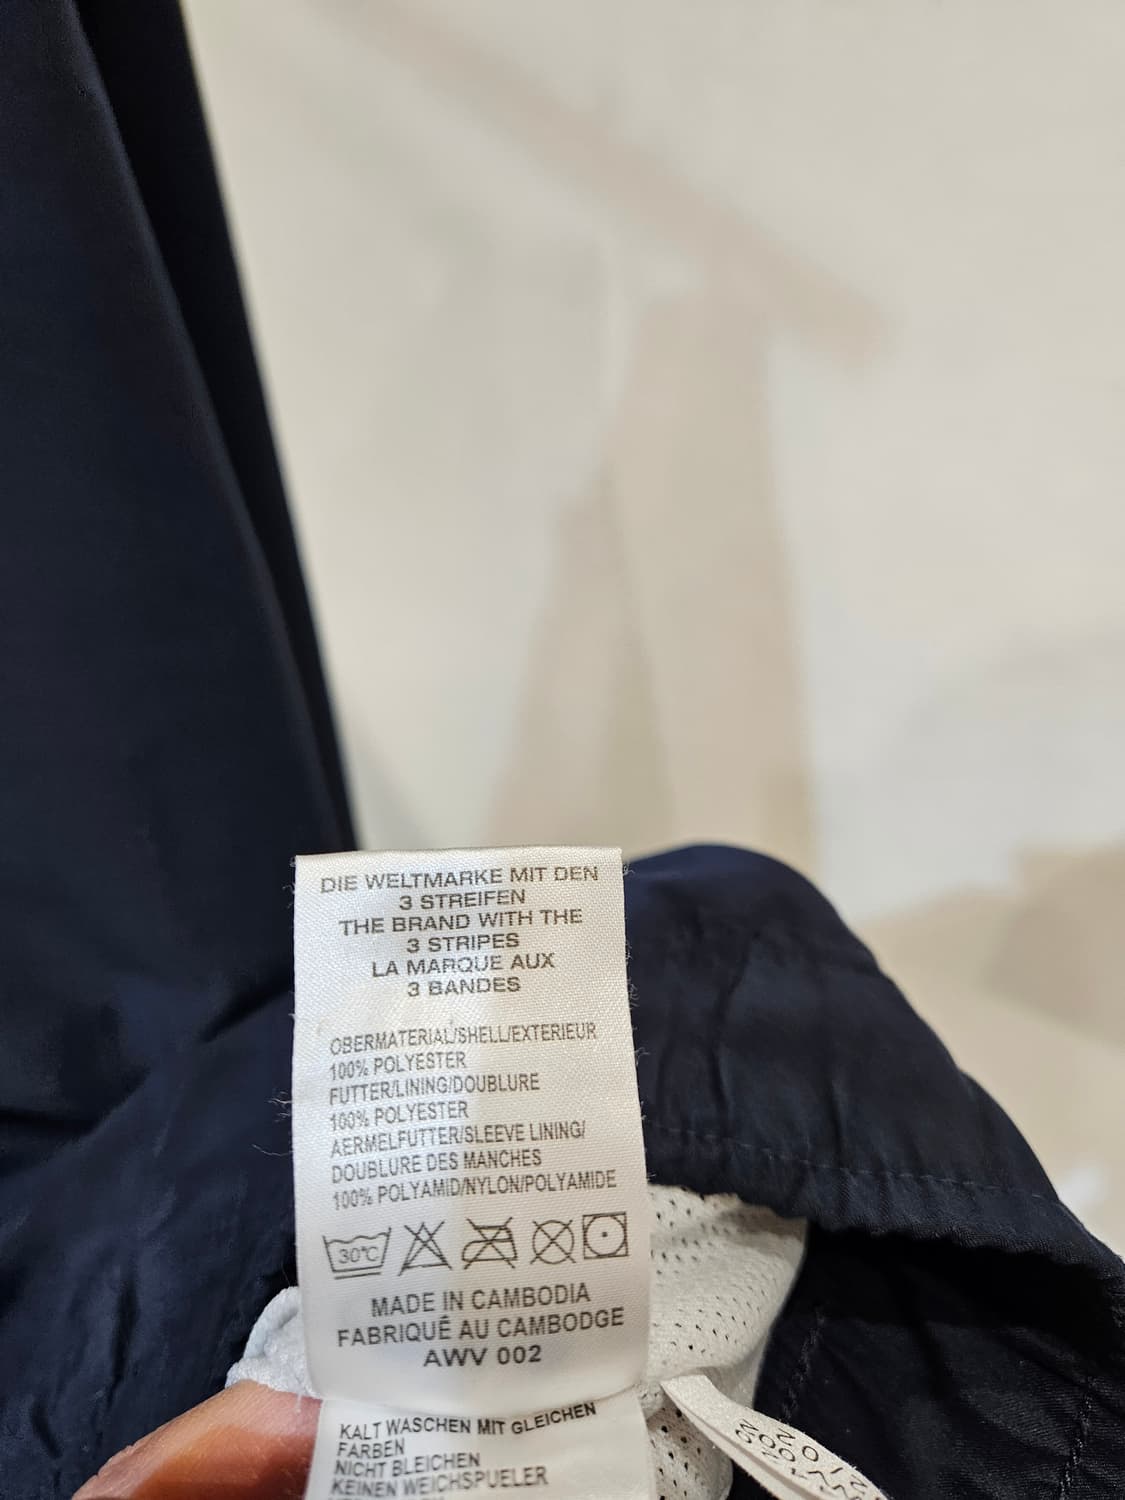 DIE WELTMARKE MIT DEN
3 STREIFEN
THE BRAND WITH THE
3 STRIPES
LA MARQUE AUX
3 BANDES
OBERMATERIAL/SHELL/EXTERIEUR
100% POLYESTER
FUTTER/LINING/DOUBLURE
100% POLYESTER
AERMELFUTTER/SLEEVE LINING/
DOUBLURE DES MANCHES
100% POLYAMID/NYLON/POLYAMIDE
30°C
MADE IN CAMBODIA
FABRIQUÊ AU CAMBODGE
AWV 002
KALT WASCHEN MIT GLEICHEN
FARBEN
NICHT BLEICHEN
KEINEN WEICHSPUELER